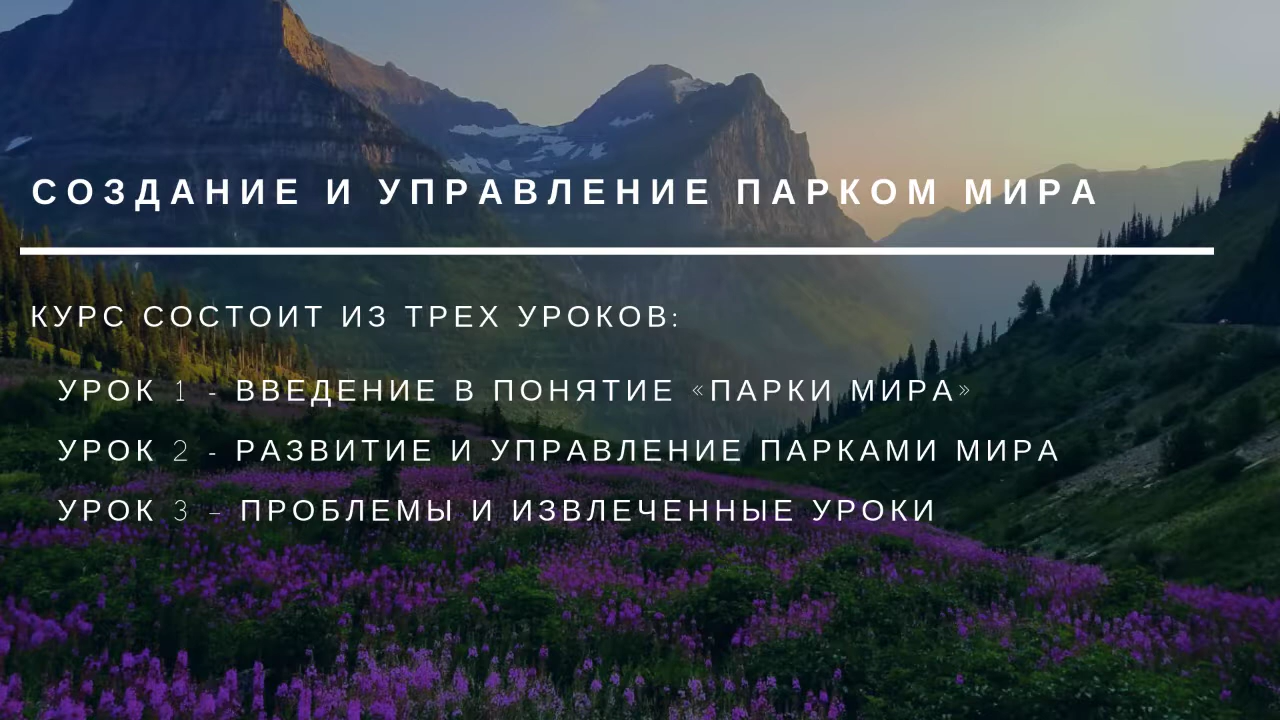 СОЗДАНИЕ И УПРАВЛЕНИЕ ПАРКОМ МИРА
КУРС СОСТОИТ ИЗ ТРЕХ УРОКОВ:
УРОК 1 - ВВЕДЕНИЕ В ПОНЯТИЕ «ПАРКИ МИРА»
УРОК 2 - РАЗВИТИЕ И УПРАВЛЕНИЕ ПАРКАМИ МИРА
УРОК 3 – ПРОБЛЕМЫ И ИЗВЛЕЧЕННЫЕ УРОКИ